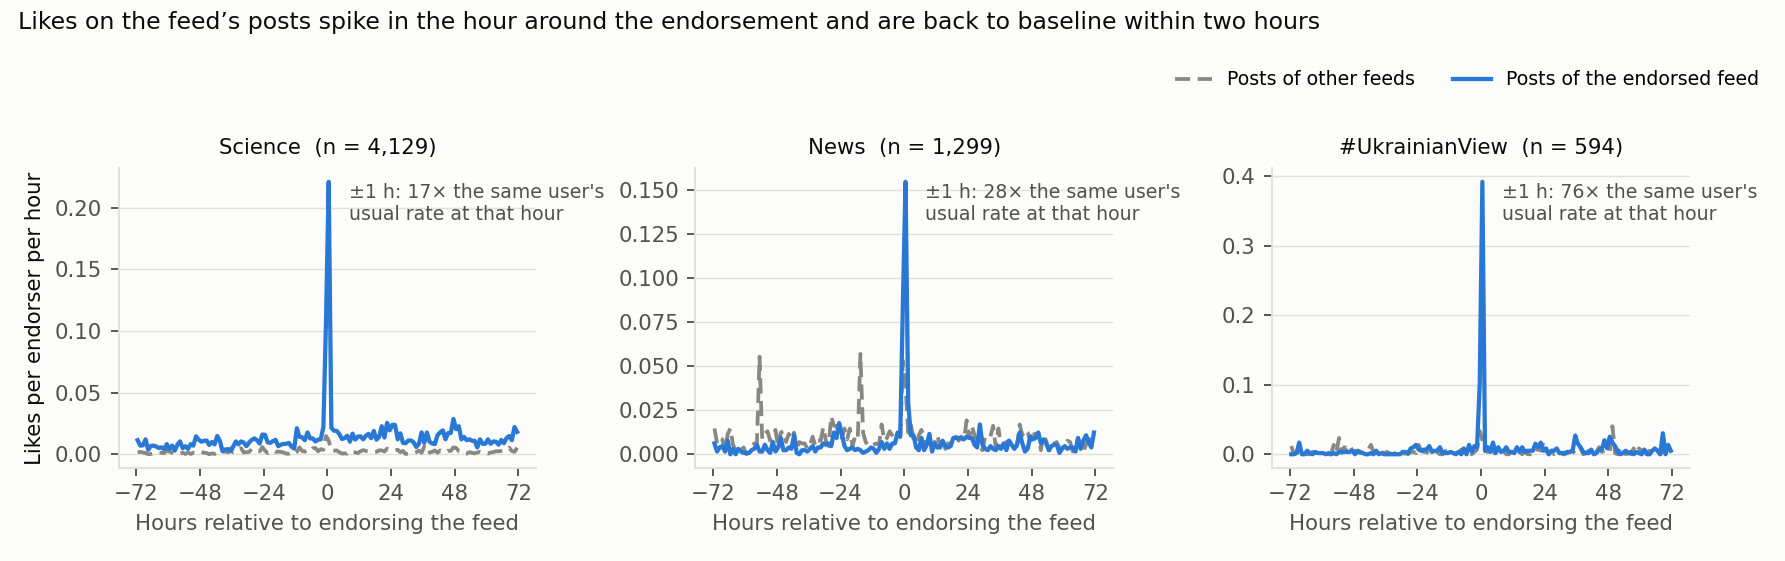 Likes on the feed’s posts spike in the hour around the endorsement and are back to baseline within two hours
Posts of other feeds
Posts of the endorsed feed
Science  (n = 4,129)
±1 h: 17× the same user's
usual rate at that hour
Likes per endorser per hour
0.20
0.15
0.10
0.05
0.00
−72 −48 −24 0 24 48 72
Hours relative to endorsing the feed
News  (n = 1,299)
±1 h: 28× the same user's
usual rate at that hour
0.150
0.125
0.100
0.075
0.050
0.025
0.000
−72 −48 −24 0 24 48 72
Hours relative to endorsing the feed
#UkrainianView  (n = 594)
±1 h: 76× the same user's
usual rate at that hour
0.4
0.3
0.2
0.1
0.0
−72 −48 −24 0 24 48 72
Hours relative to endorsing the feed